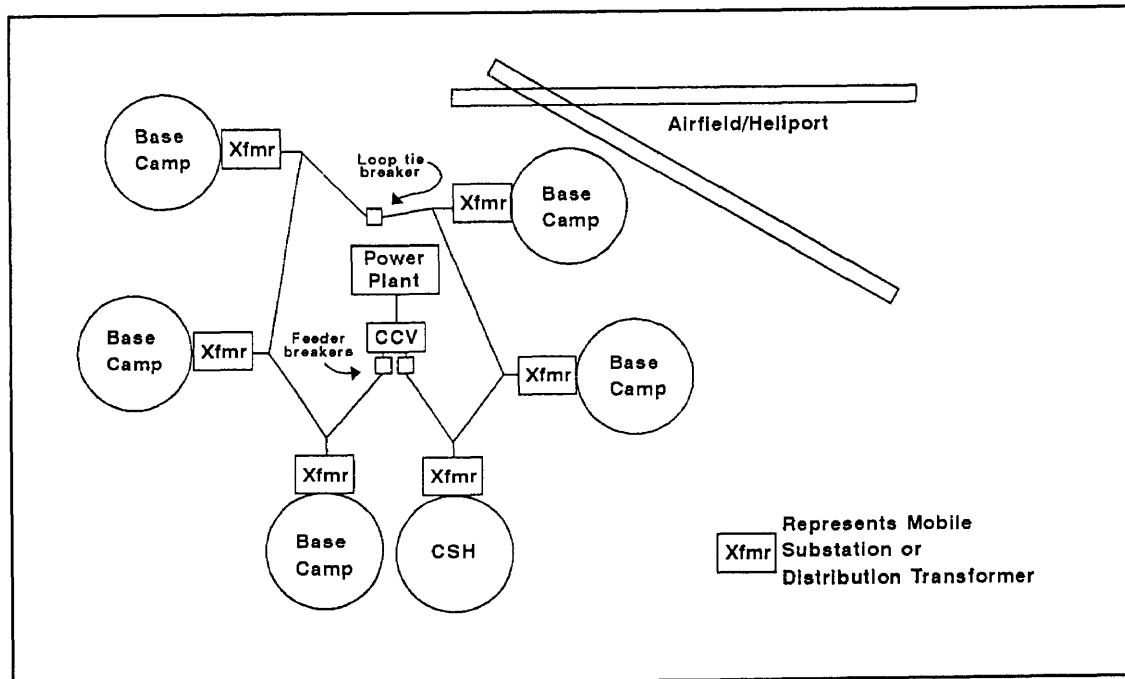 Airfield/Heliport
Base
Camp
Xfmr
Loop tie
breaker
Xfmr
Base
Camp
Power
Plant
Base
Camp
Xfmr
Feeder
breakers
CCV
Xfmr
Base
Camp
Xfmr
Base
Camp
Xfmr
CSH
Xfmr
Represents Mobile
Substation or
Distribution Transformer